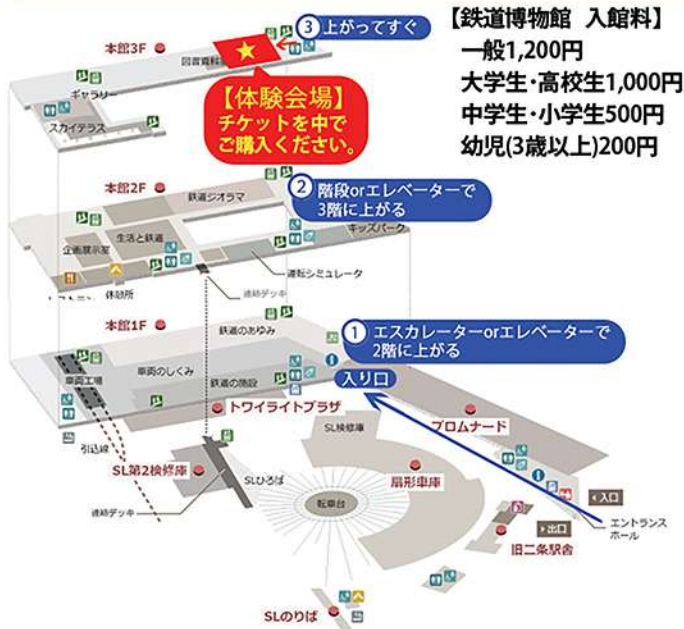 【鉄道博物館 入館料】
一般1,200円
大学生・高校生1,000円
中学生・小学生500円
幼児(3歳以上)200円
③ 上がってすぐ
本館3F
図書資料
ギャラリー
スカイテラス
【体験会場】
チケットを中で
ご購入ください。
② 階段orエレベーターで
3階に上がる
本館2F
鉄道ジオラマ
キッズパーク
生活と鉄道
企画展示室
運転シミュレータ
休憩所
連絡デッキ
① エスカレーターorエレベーターで
2階に上がる
本館1F
鉄道のあゆみ
入り口
車両のしくみ
車両工場
鉄道の施設
トワイライトプラザ
プロムナード
引込線
SL検修庫
SL第2検修庫
SLひろば
扇形車庫
連絡デッキ
転車台
入口
出口
エントランス
ホール
旧二条駅舎
SLのりば